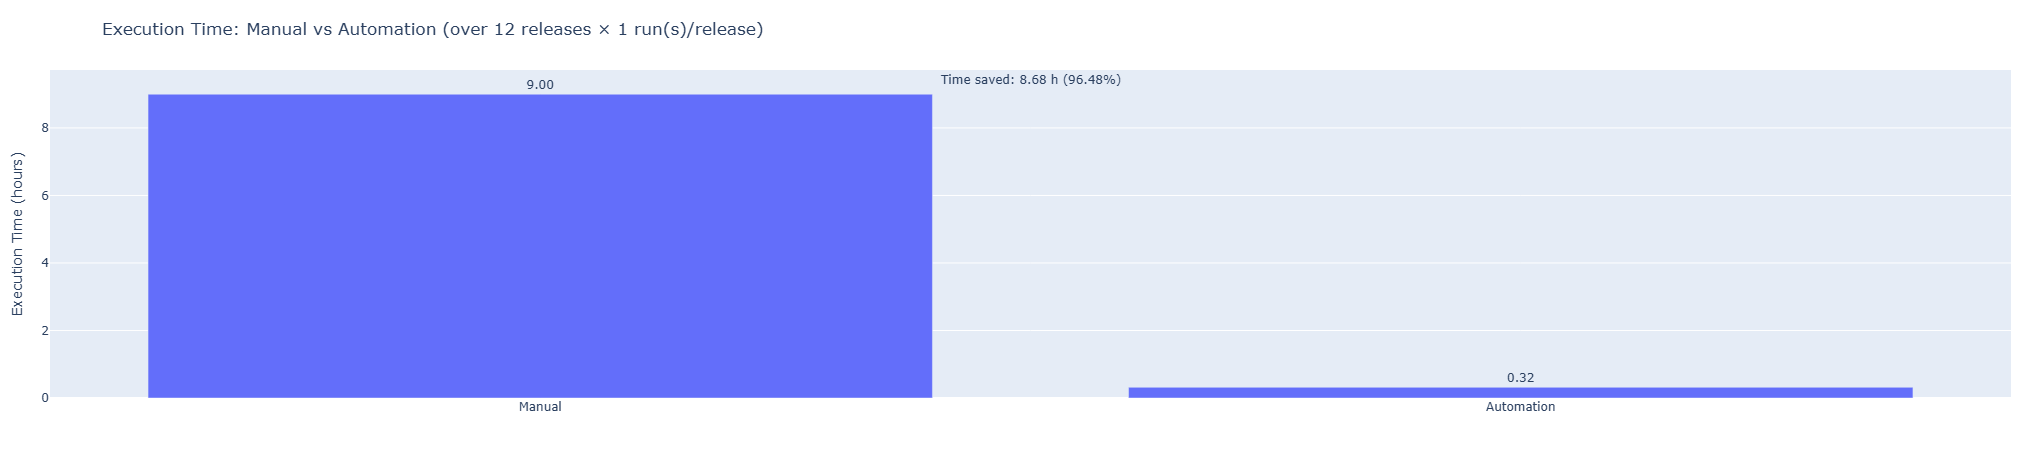 Execution Time: Manual vs Automation (over 12 releases × 1 run(s)/release)
Time saved: 8.68 h (96.48%)
9.00
0.32
Execution Time (hours)
8
6
4
2
0
Manual
Automation